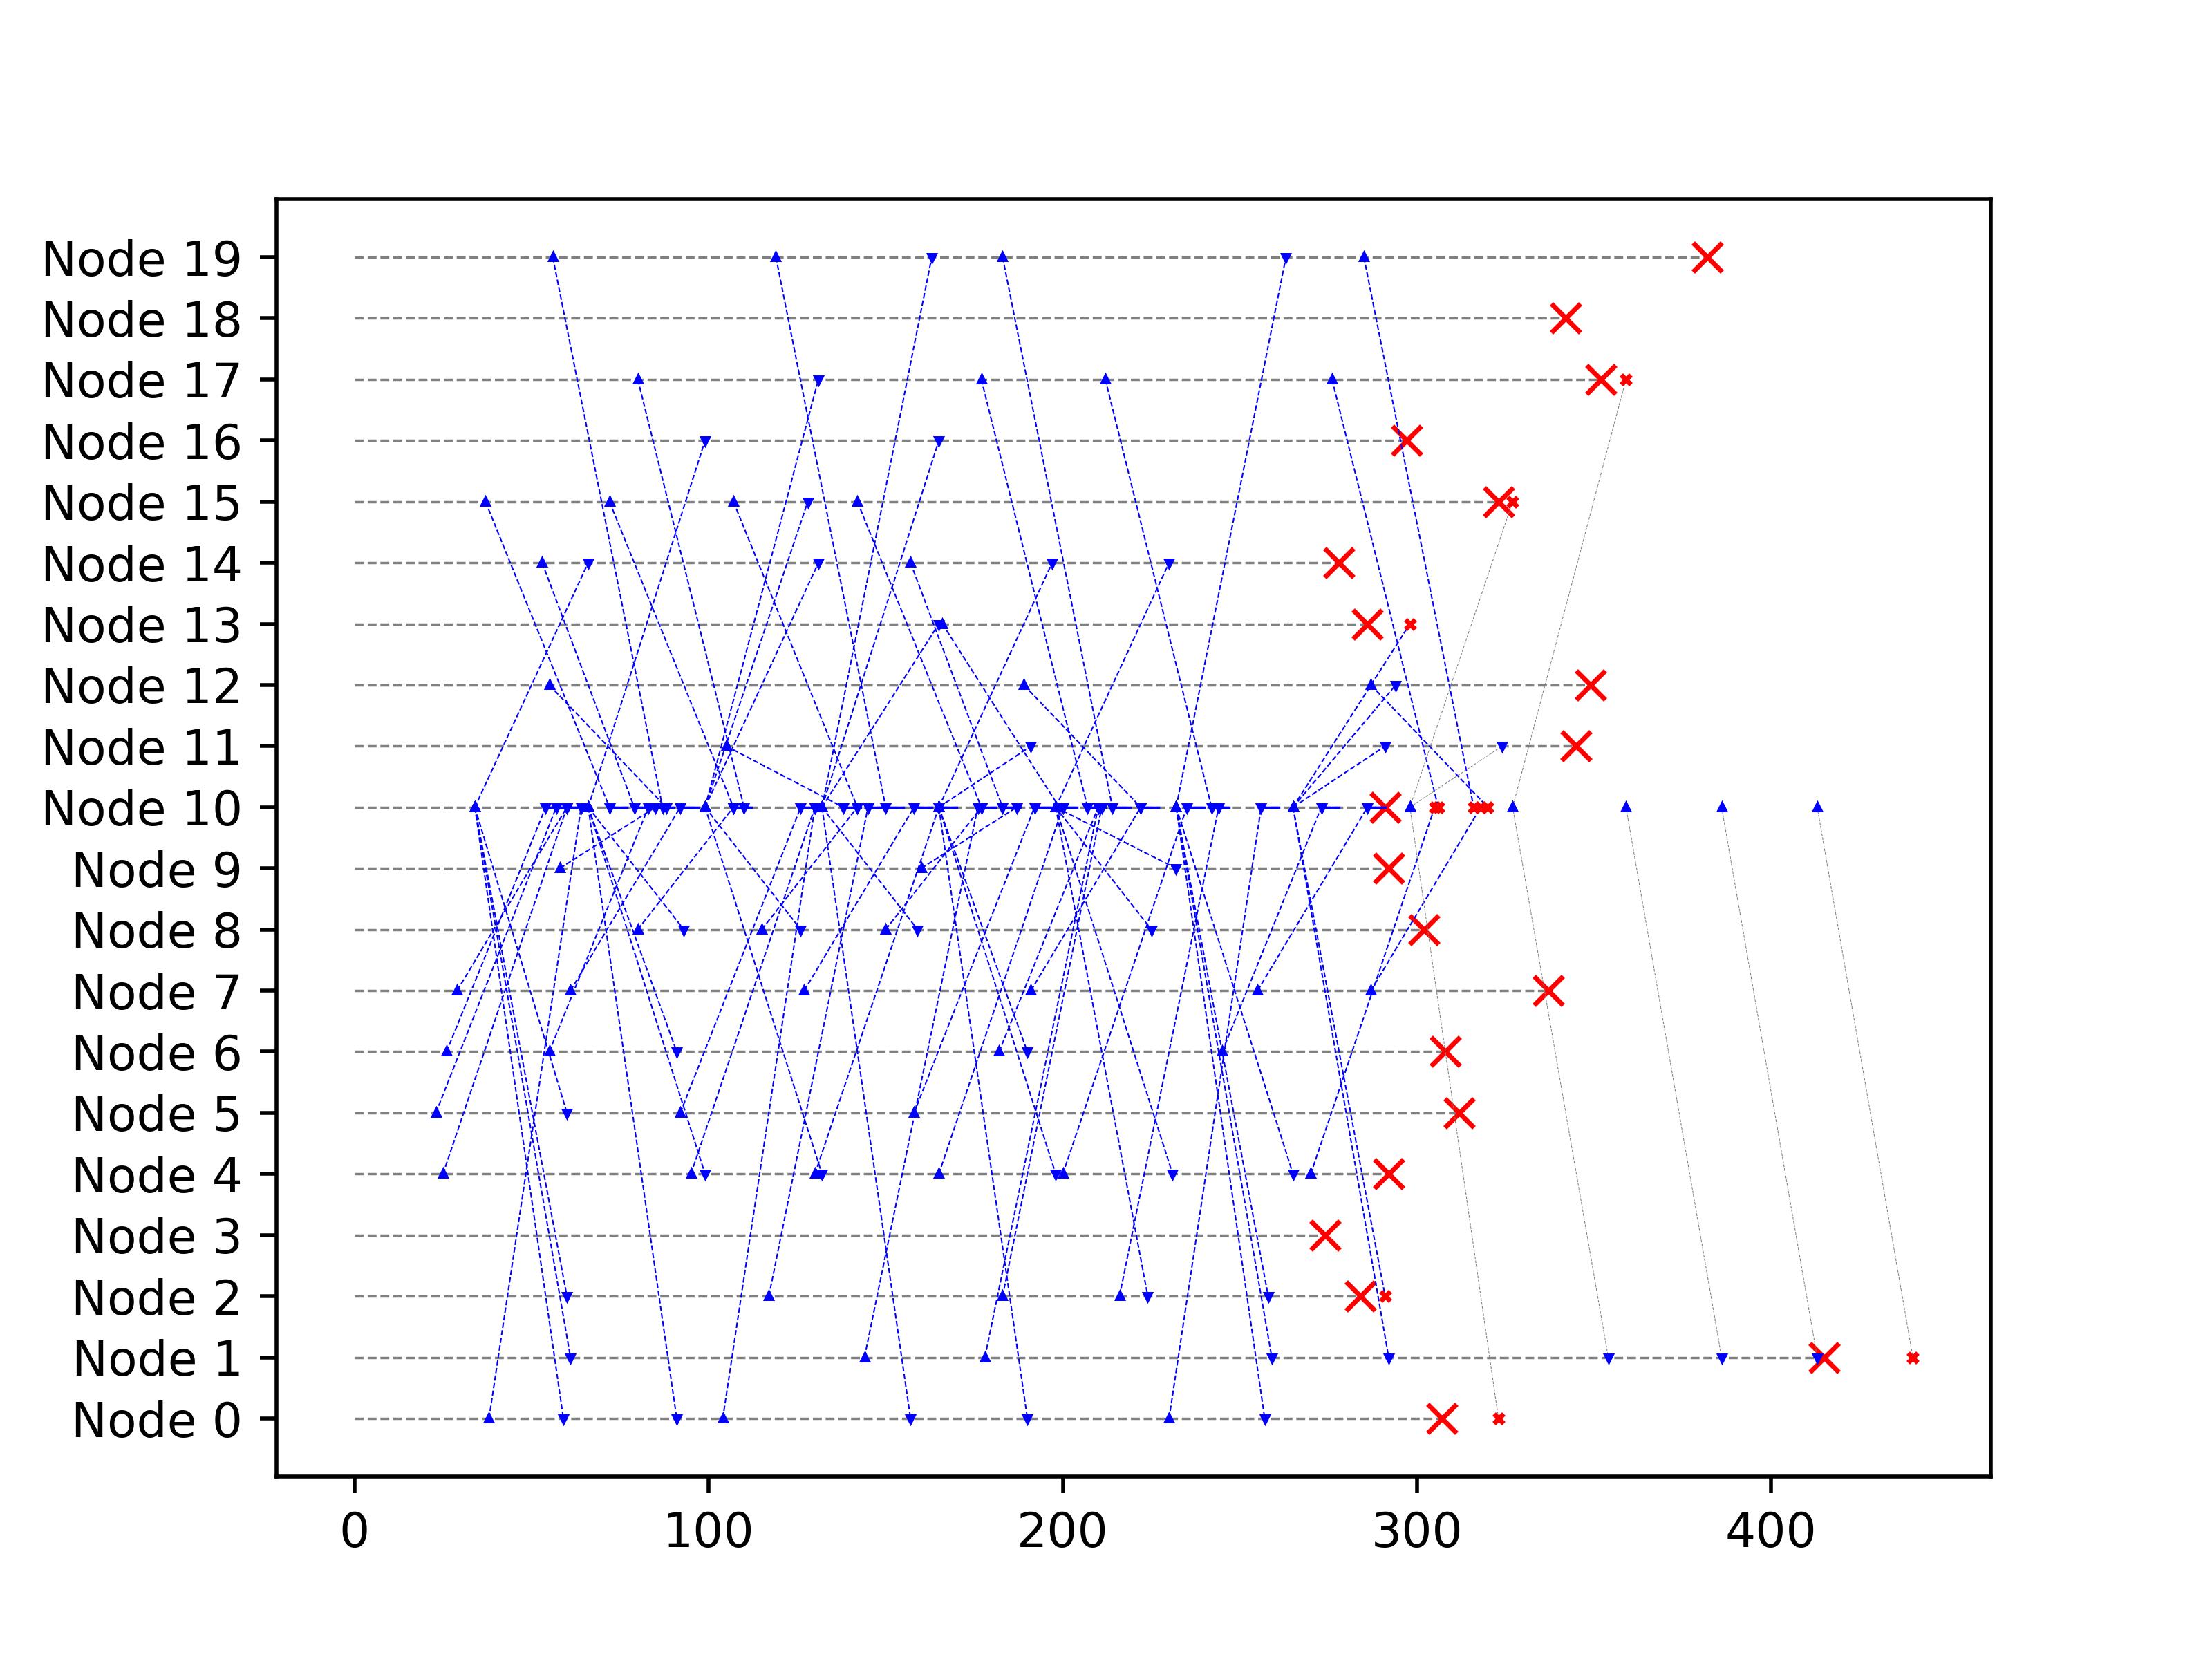 Node 19
Node 18
Node 17
Node 16
Node 15
Node 14
Node 13
Node 12
Node 11
Node 10
Node 9
Node 8
Node 7
Node 6
Node 5
Node 4
Node 3
Node 2
Node 1
Node 0
0 100 200 300 400